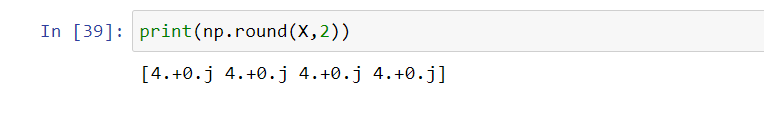 In [39]: print(np.round(X,2))
[4.+0.j 4.+0.j 4.+0.j 4.+0.j]